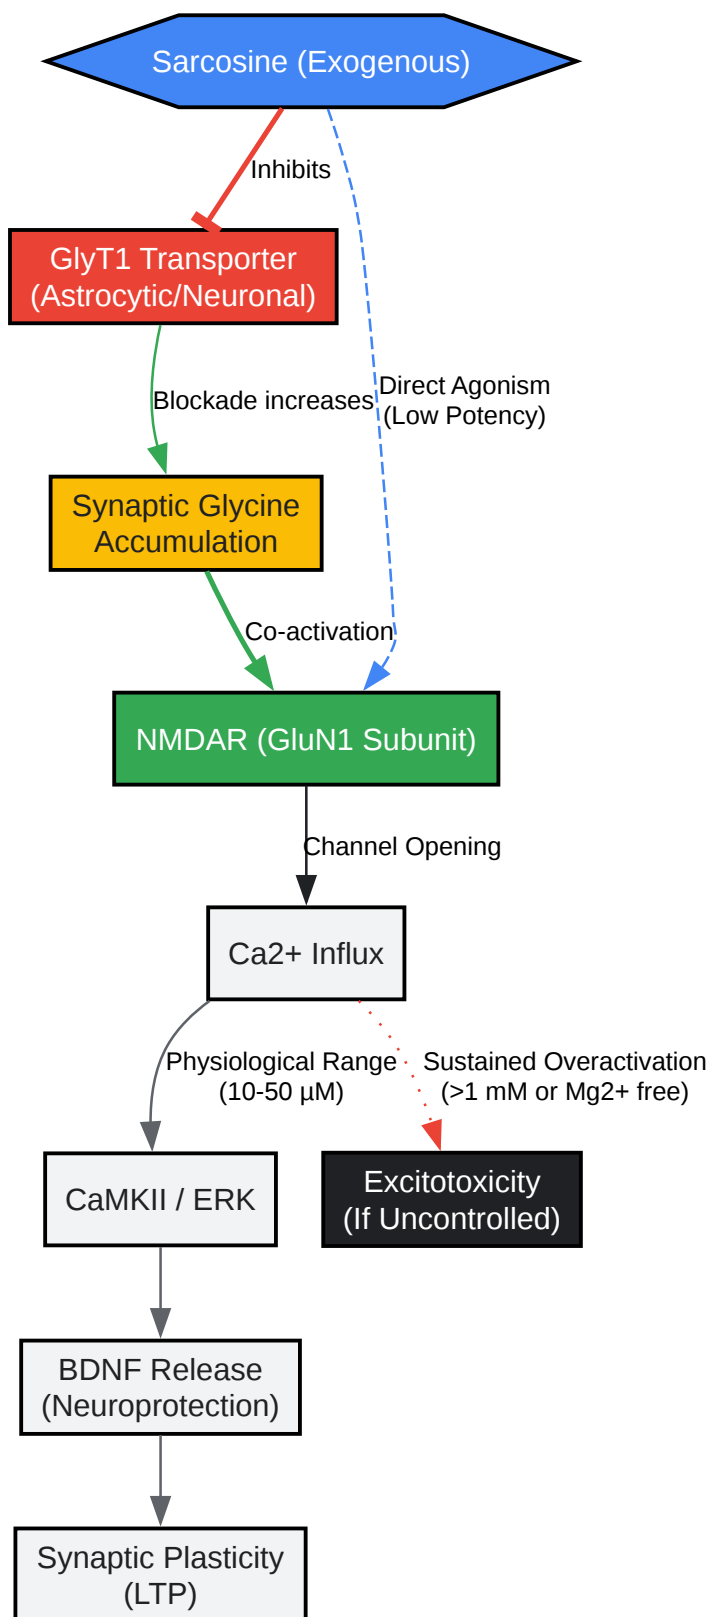 Sarcosine (Exogenous)
Inhibits
GlyT1 Transporter
(Astrocytic/Neuronal)
Blockade increases
Direct Agonism
(Low Potency)
Synaptic Glycine
Accumulation
Co-activation
NMDAR (GluN1 Subunit)
Channel Opening
Ca2+ Influx
Physiological Range
(10-50 µM)
Sustained Overactivation
(>1 mM or Mg2+ free)
CaMKII / ERK
Excitotoxicity
(If Uncontrolled)
BDNF Release
(Neuroprotection)
Synaptic Plasticity
(LTP)